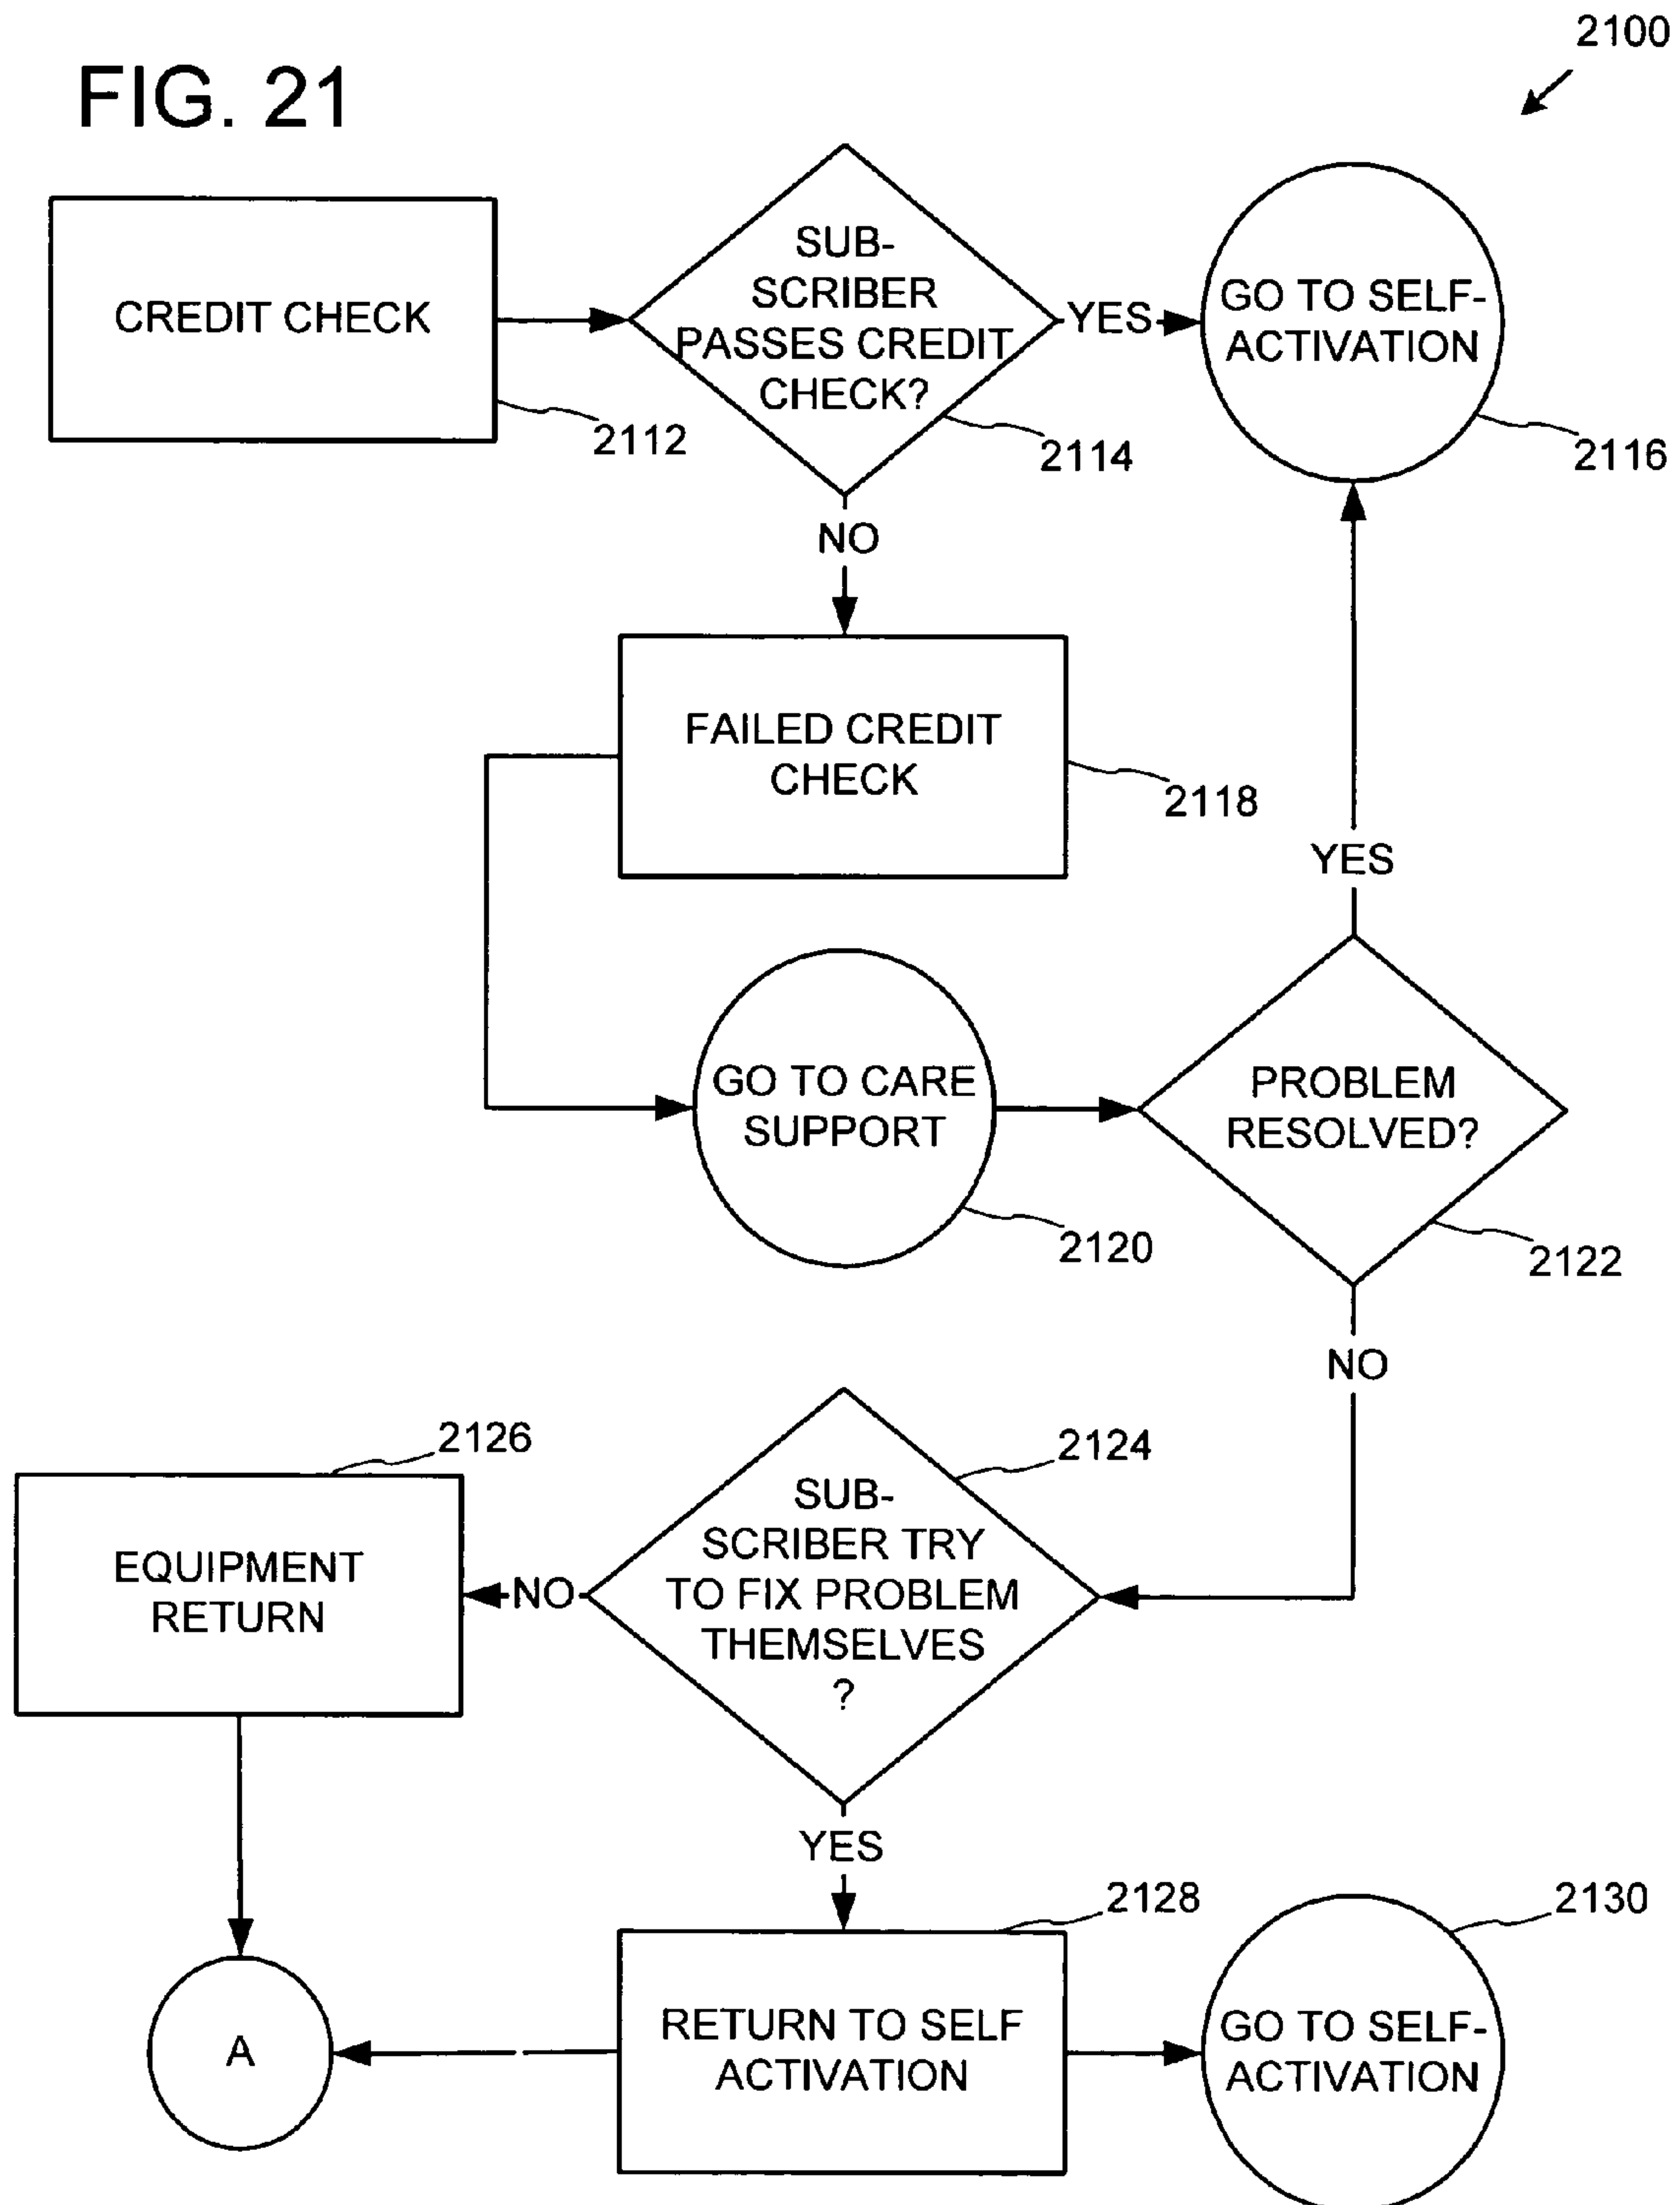 2100
FIG. 21
CREDIT CHECK
2112
SUB-
SCRIBER
PASSES CREDIT
CHECK?
2114
YES
GO TO SELF-
ACTIVATION
2116
NO
FAILED CREDIT
CHECK
2118
YES
GO TO CARE
SUPPORT
2120
PROBLEM
RESOLVED?
2122
NO
2126
EQUIPMENT
RETURN
NO
2124
SUB-
SCRIBER TRY
TO FIX PROBLEM
THEMSELVES
?
YES
2128
2130
A
RETURN TO SELF
ACTIVATION
GO TO SELF-
ACTIVATION